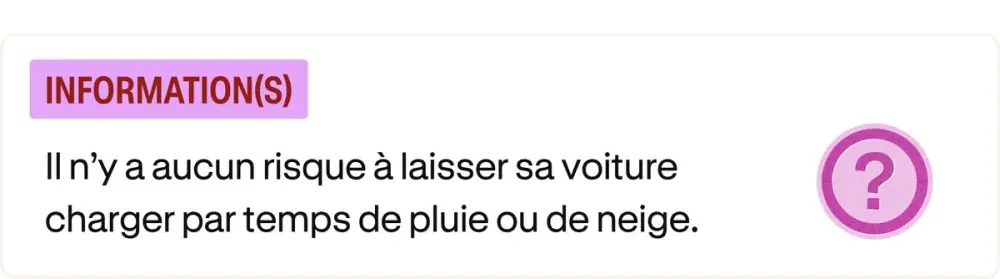 INFORMATION(S)
Il n’y a aucun risque à laisser sa voiture
charger par temps de pluie ou de neige.
?